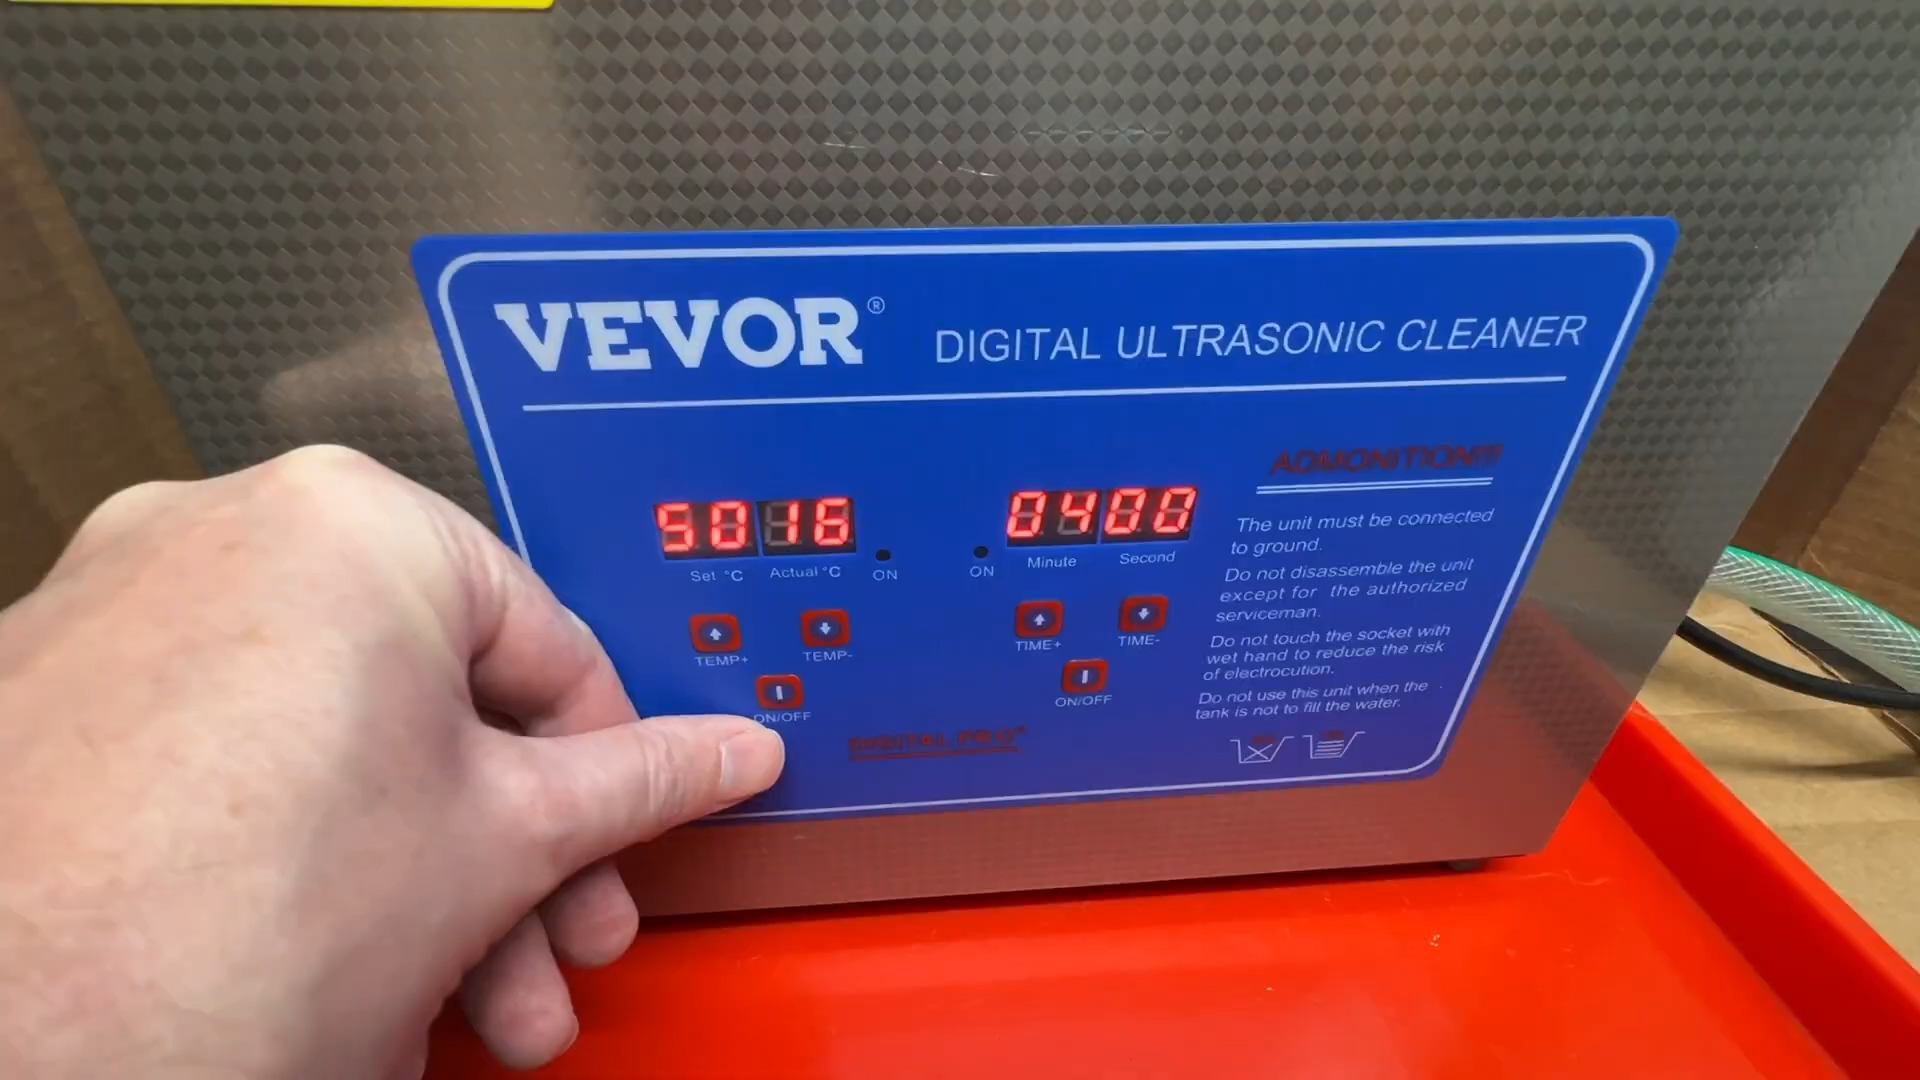 VEVOR®
DIGITAL ULTRASONIC CLEANER
5016
Set °C
Actual °C
ON
TEMP+
TEMP-
ON/OFF
ON
0400
Minute
Second
TIME+
TIME-
ON/OFF
DIGITAL PRO
ADMONITION!!!
The unit must be connected
to ground.
Do not disassemble the unit
except for the authorized
serviceman.
Do not touch the socket with
wet hand to reduce the risk
of electrocution.
Do not use this unit when the
tank is not to fill the water.